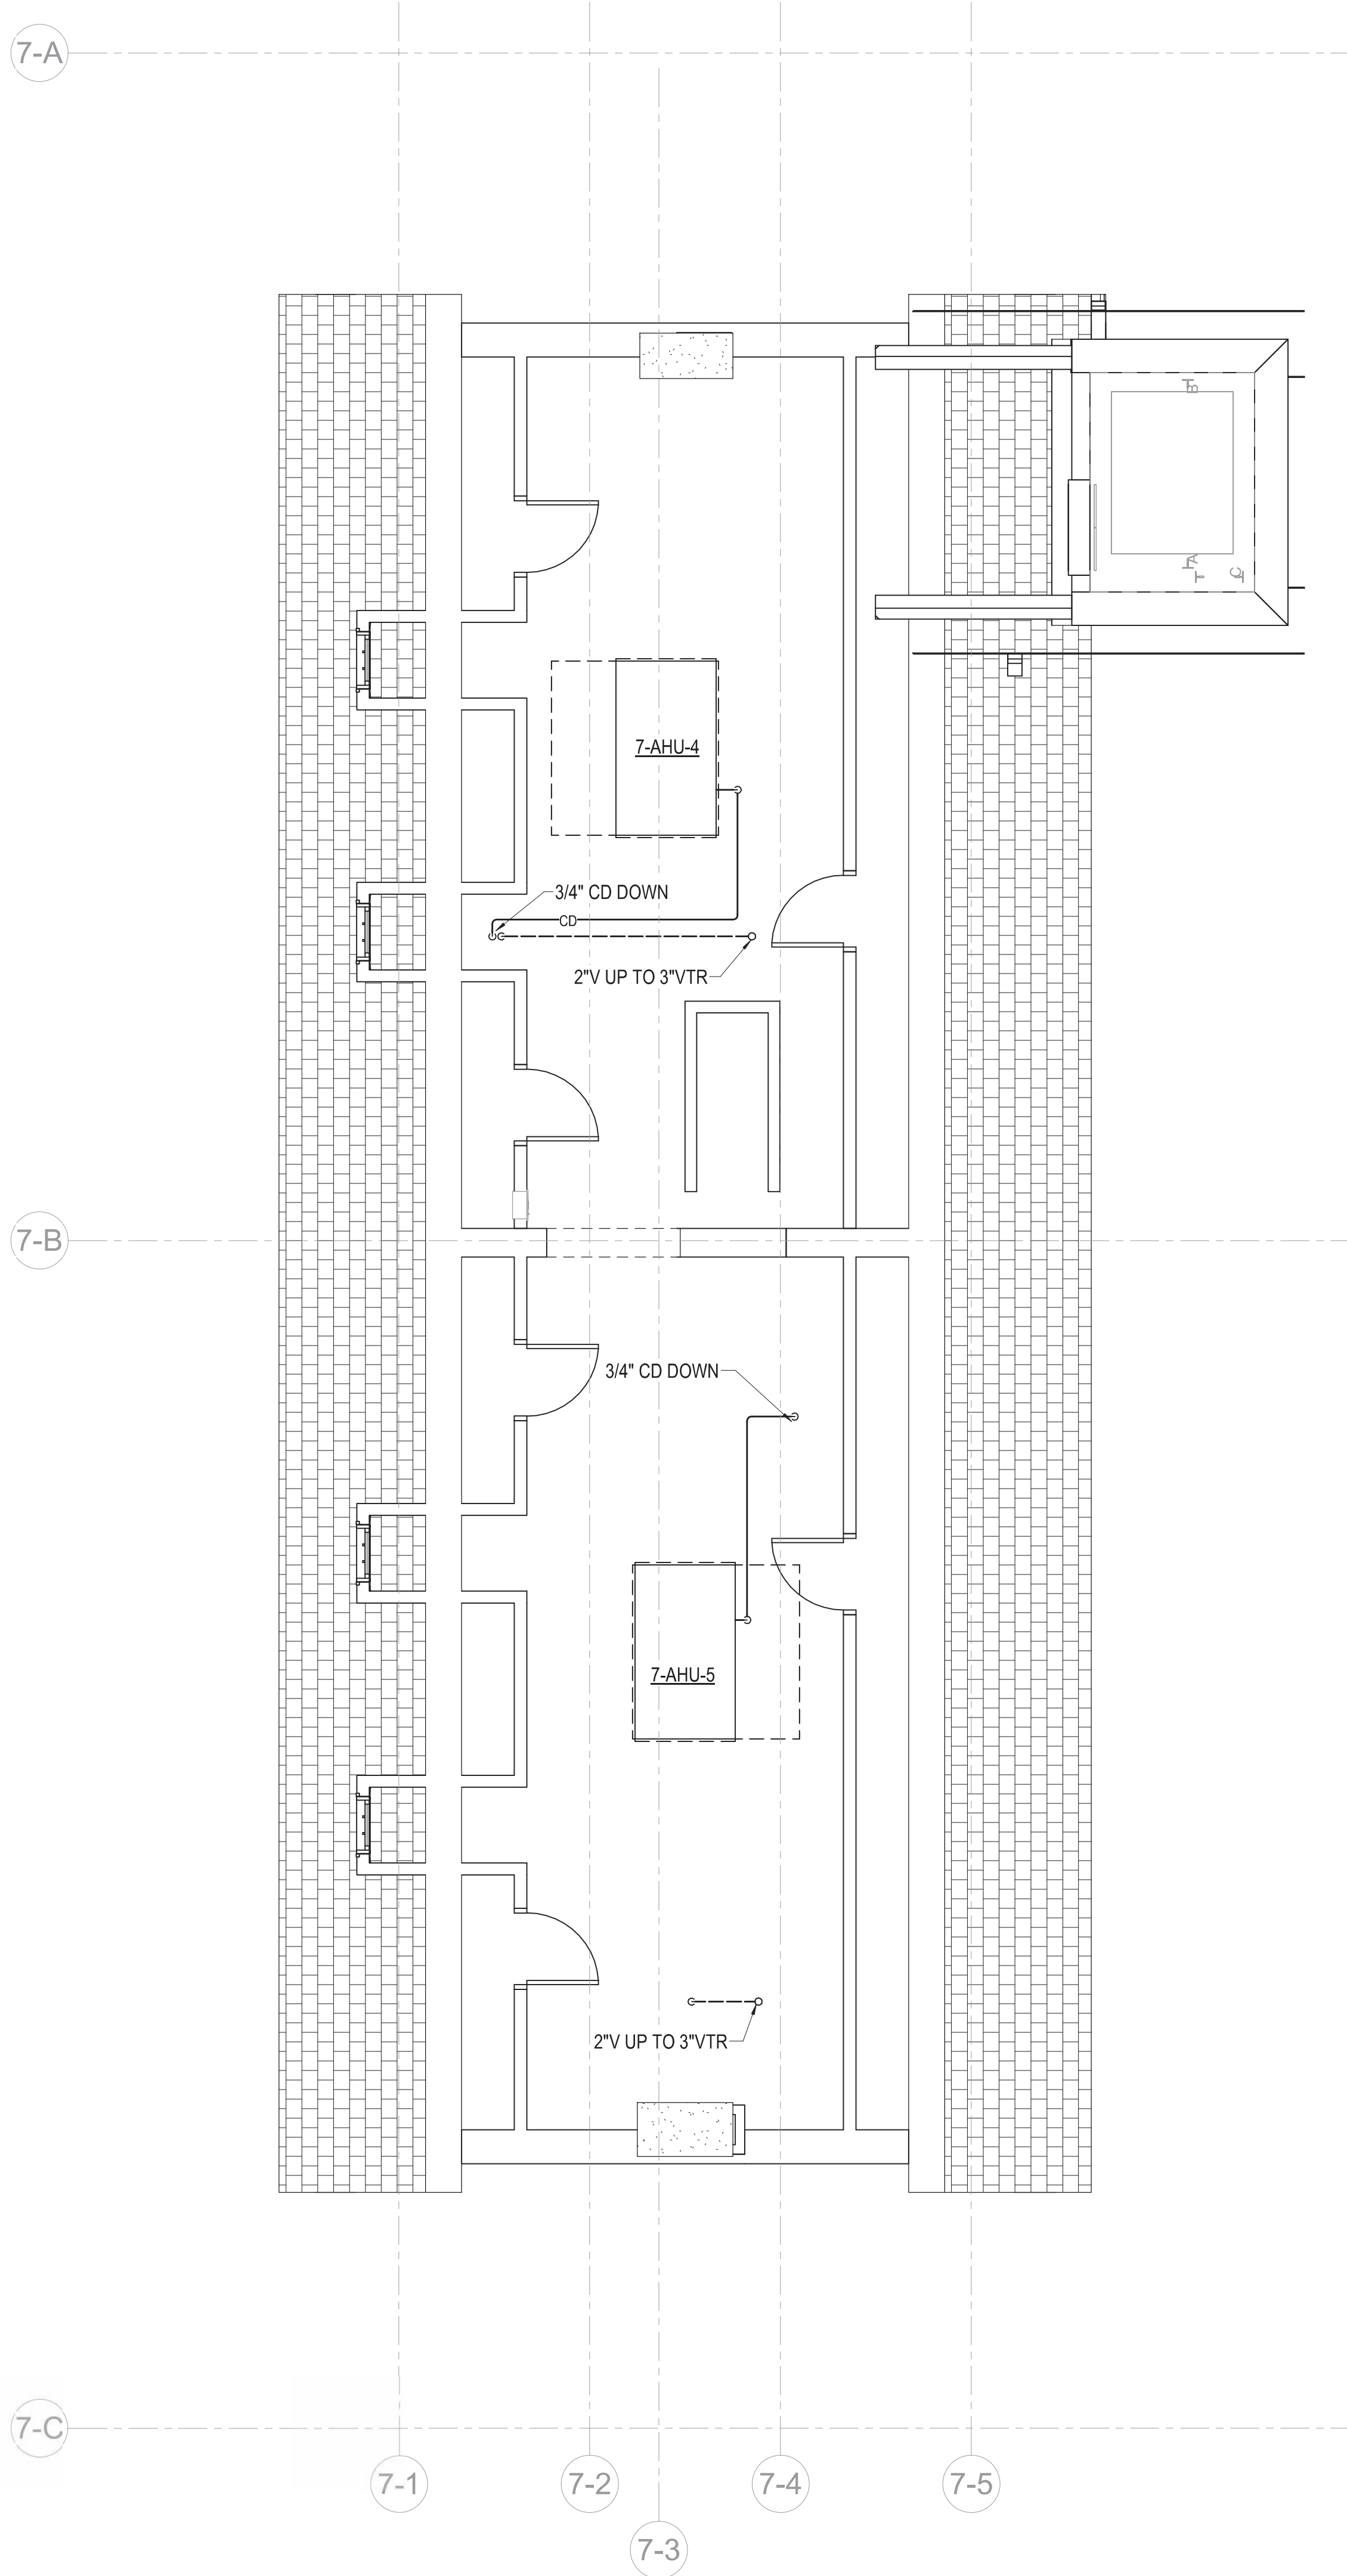 7-A
B
A
C
7-AHU-4
3/4" CD DOWN
CD
2"V UP TO 3"VTR
7-B
3/4" CD DOWN
7-AHU-5
2"V UP TO 3"VTR
7-C
7-1
7-2
7-4
7-5
7-3